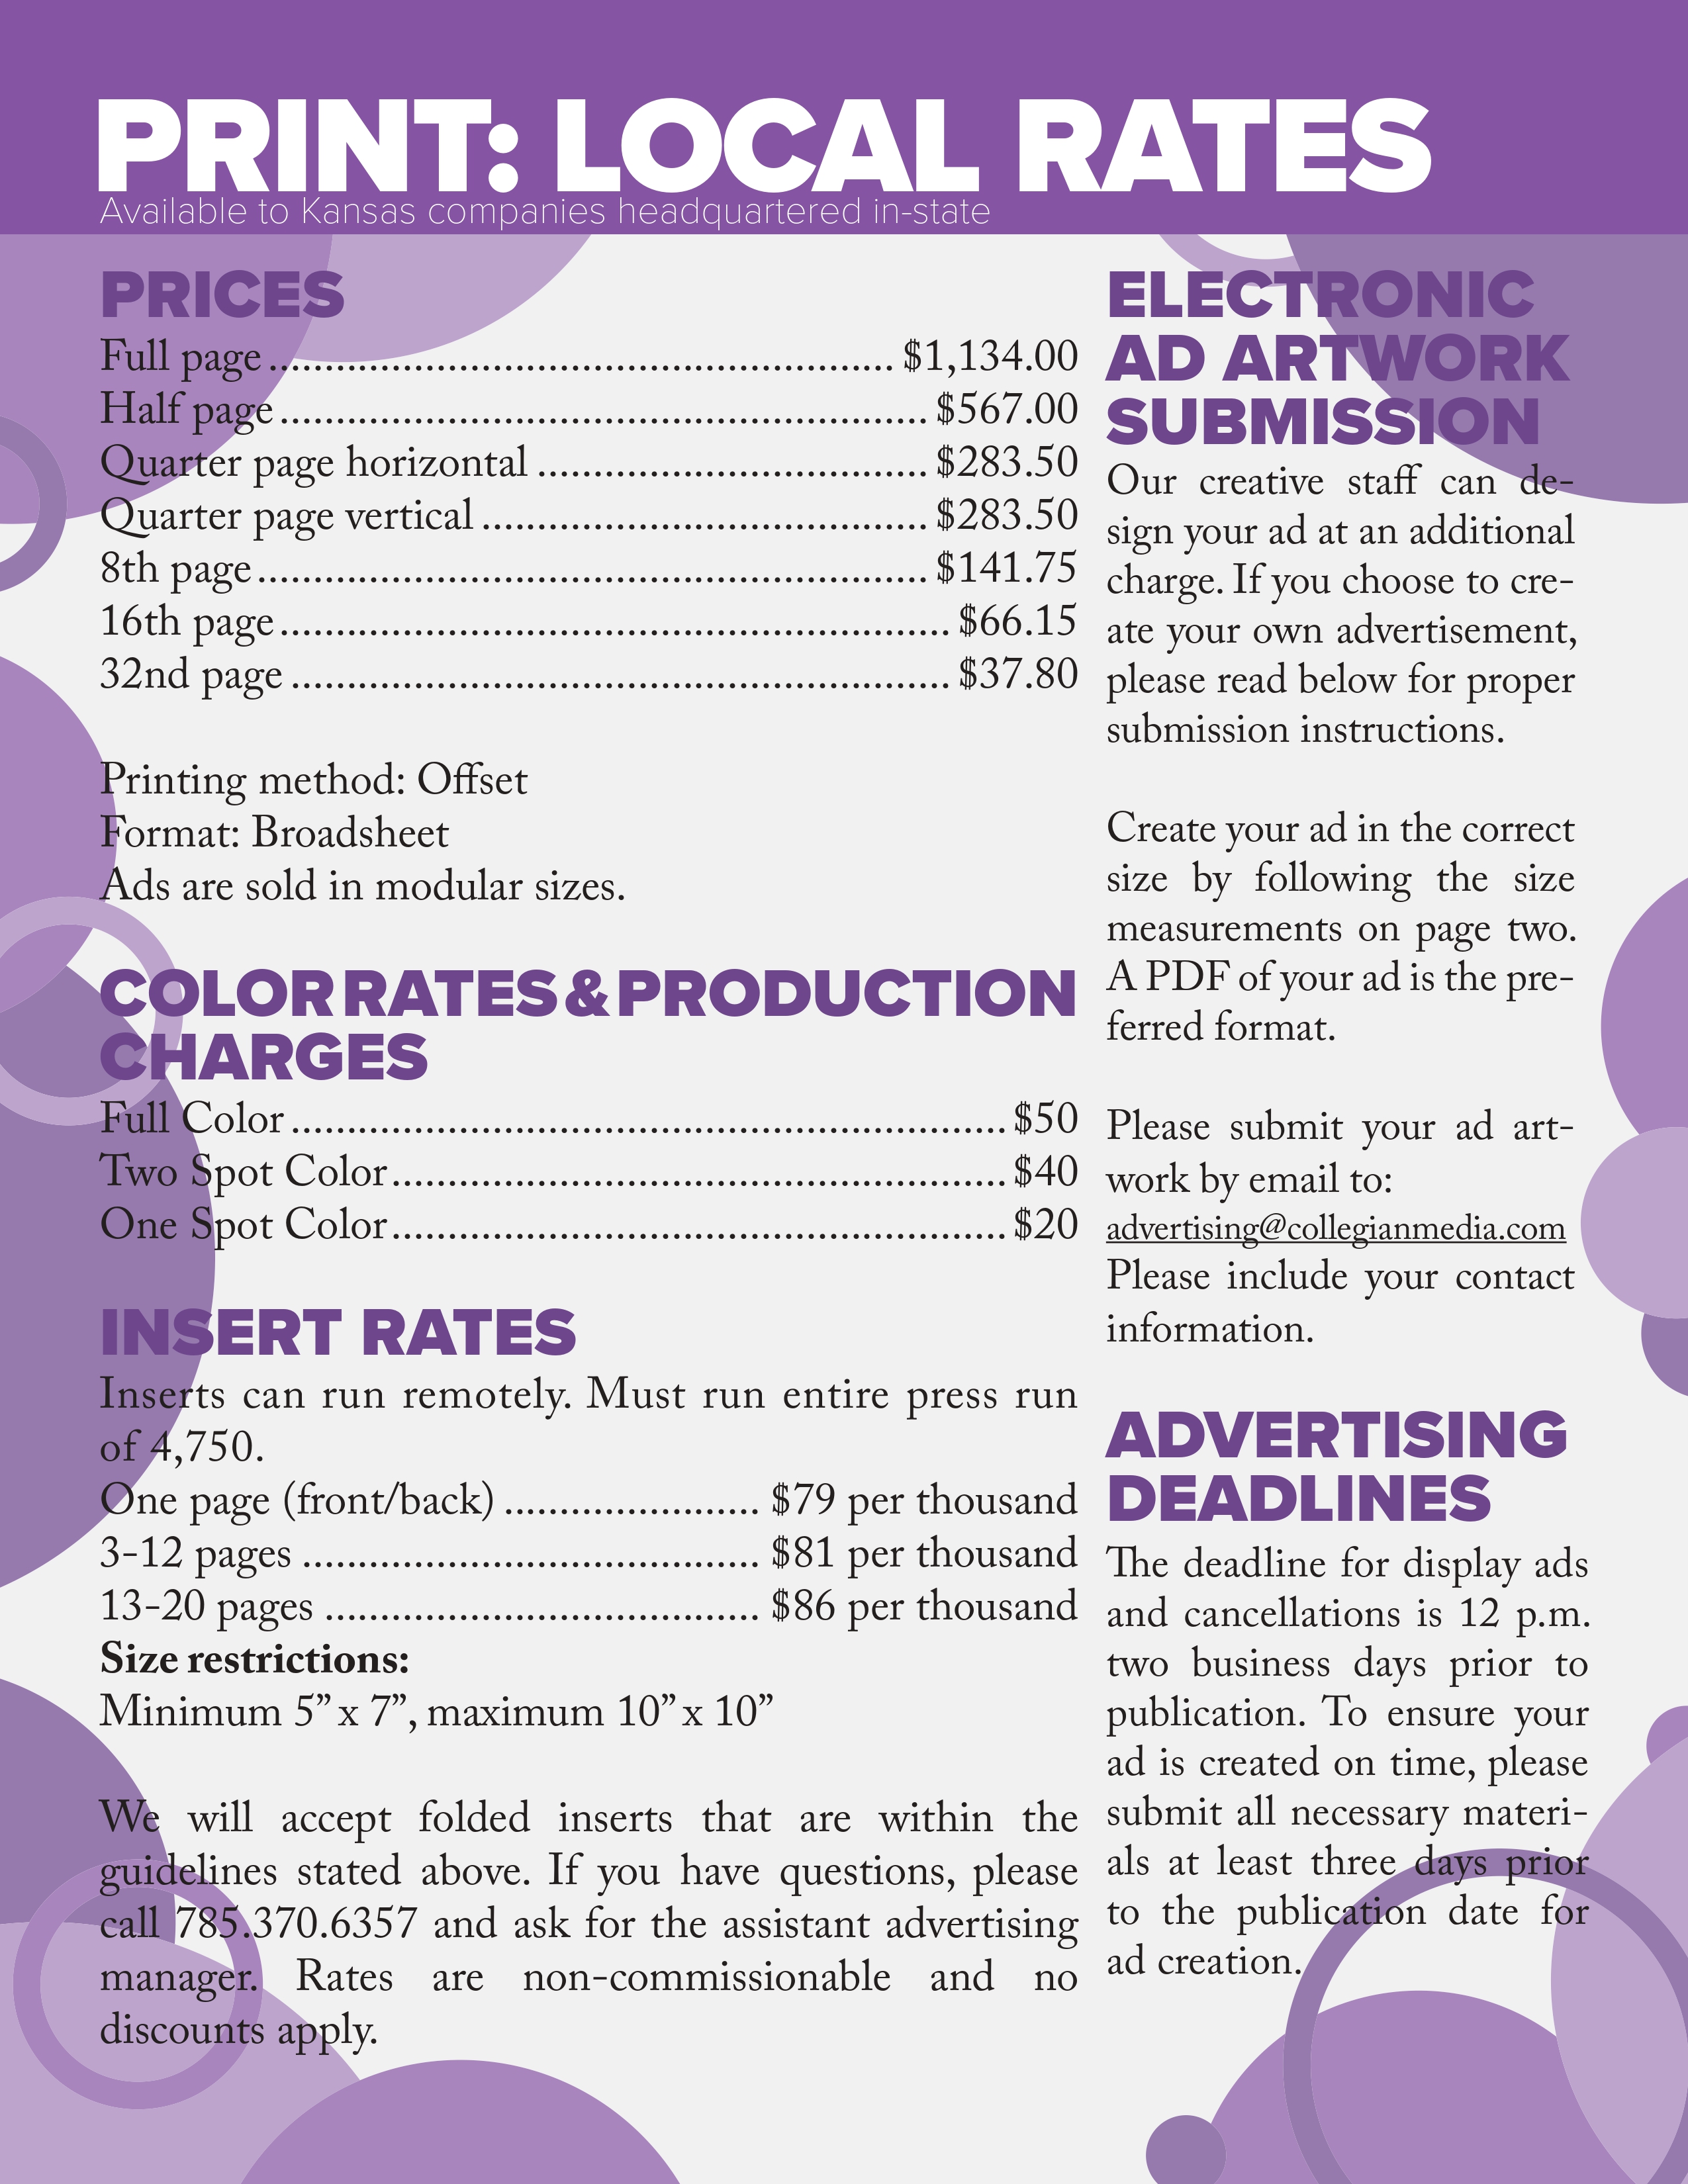 PRINT: LOCAL RATES
Available to Kansas companies headquartered in-state
PRICES
Full page........................................................ $1,134.00
Half page.......................................................... $567.00
Quarter page horizontal ................................... $283.50
Quarter page vertical ........................................ $283.50
8th page............................................................ $141.75
16th page............................................................ $66.15
32nd page ........................................................... $37.80
Printing method: Offset
Format: Broadsheet
Ads are sold in modular sizes.
COLOR RATES & PRODUCTION
CHARGES
Full Color ................................................................ $50
Two Spot Color....................................................... $40
One Spot Color....................................................... $20
INSERT RATES
Inserts can run remotely. Must run entire press run
of 4,750.
One page (front/back) ....................... $79 per thousand
3-12 pages ......................................... $81 per thousand
13-20 pages ....................................... $86 per thousand
Size restrictions:
Minimum 5” x 7”, maximum 10” x 10”
We will accept folded inserts that are within the
guidelines stated above. If you have questions, please
call 785.370.6357 and ask for the assistant advertising
manager. Rates are non-commissionable and no
discounts apply.
ELECTRONIC
AD ARTWORK
SUBMISSION
Our creative staff can de-
sign your ad at an additional
charge. If you choose to cre-
ate your own advertisement,
please read below for proper
submission instructions.
Create your ad in the correct
size by following the size
measurements on page two.
A PDF of your ad is the pre-
ferred format.
Please submit your ad art-
work by email to:
advertising@collegianmedia.com
Please include your contact
information.
ADVERTISING
DEADLINES
The deadline for display ads
and cancellations is 12 p.m.
two business days prior to
publication. To ensure your
ad is created on time, please
submit all necessary materi-
als at least three days prior
to the publication date for
ad creation.